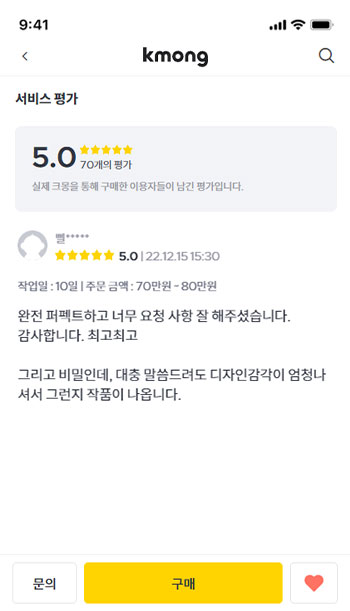 9:41
kmong
서비스 평가
5.0
70개의 평가
실제 크몽을 통해 구매한 이용자들이 남긴 평가입니다.
뻘*****
5.0 | 22.12.15 15:30
작업일 : 10일 | 주문 금액 : 70만원 ~ 80만원
완전 퍼펙트하고 너무 요청 사항 잘 해주셨습니다.
감사합니다. 최고최고
그리고 비밀인데, 대충 말씀드려도 디자인감각이 엄청나
셔서 그런지 작품이 나옵니다.
문의
구매